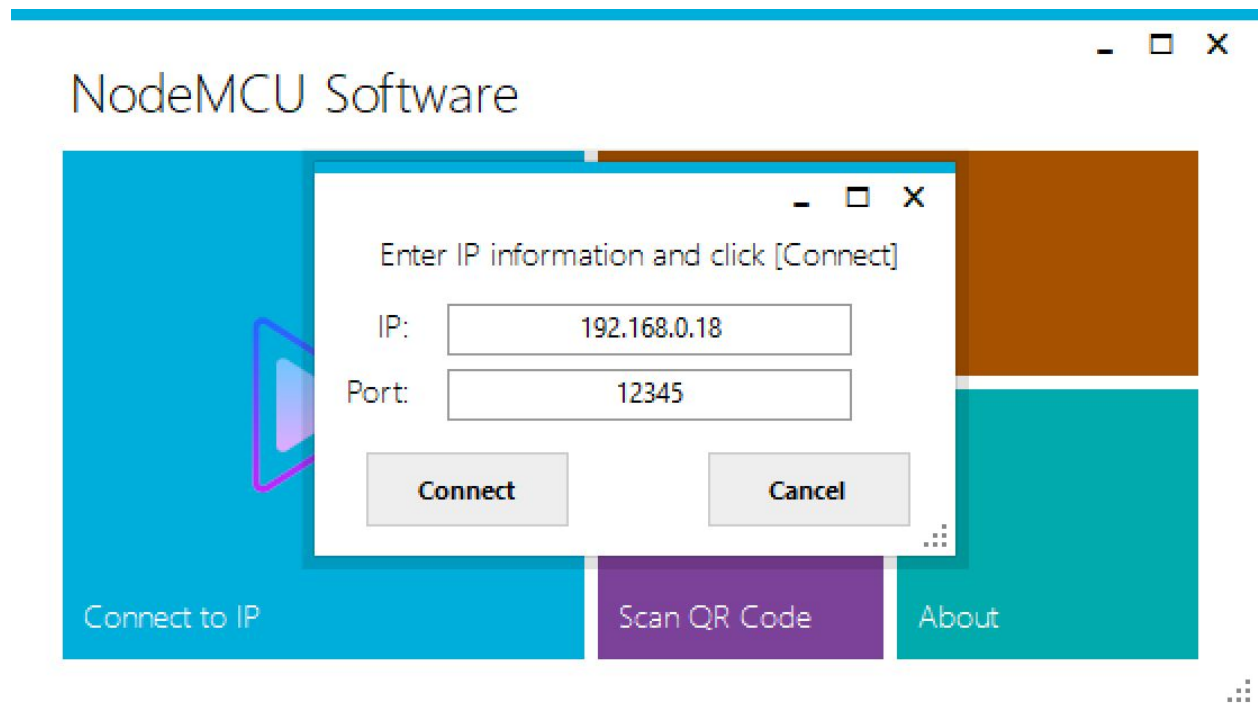 NodeMCU Software
Enter IP information and click [Connect]
IP: 192.168.0.18
Port: 12345
Connect Cancel
Connect to IP Scan QR Code About